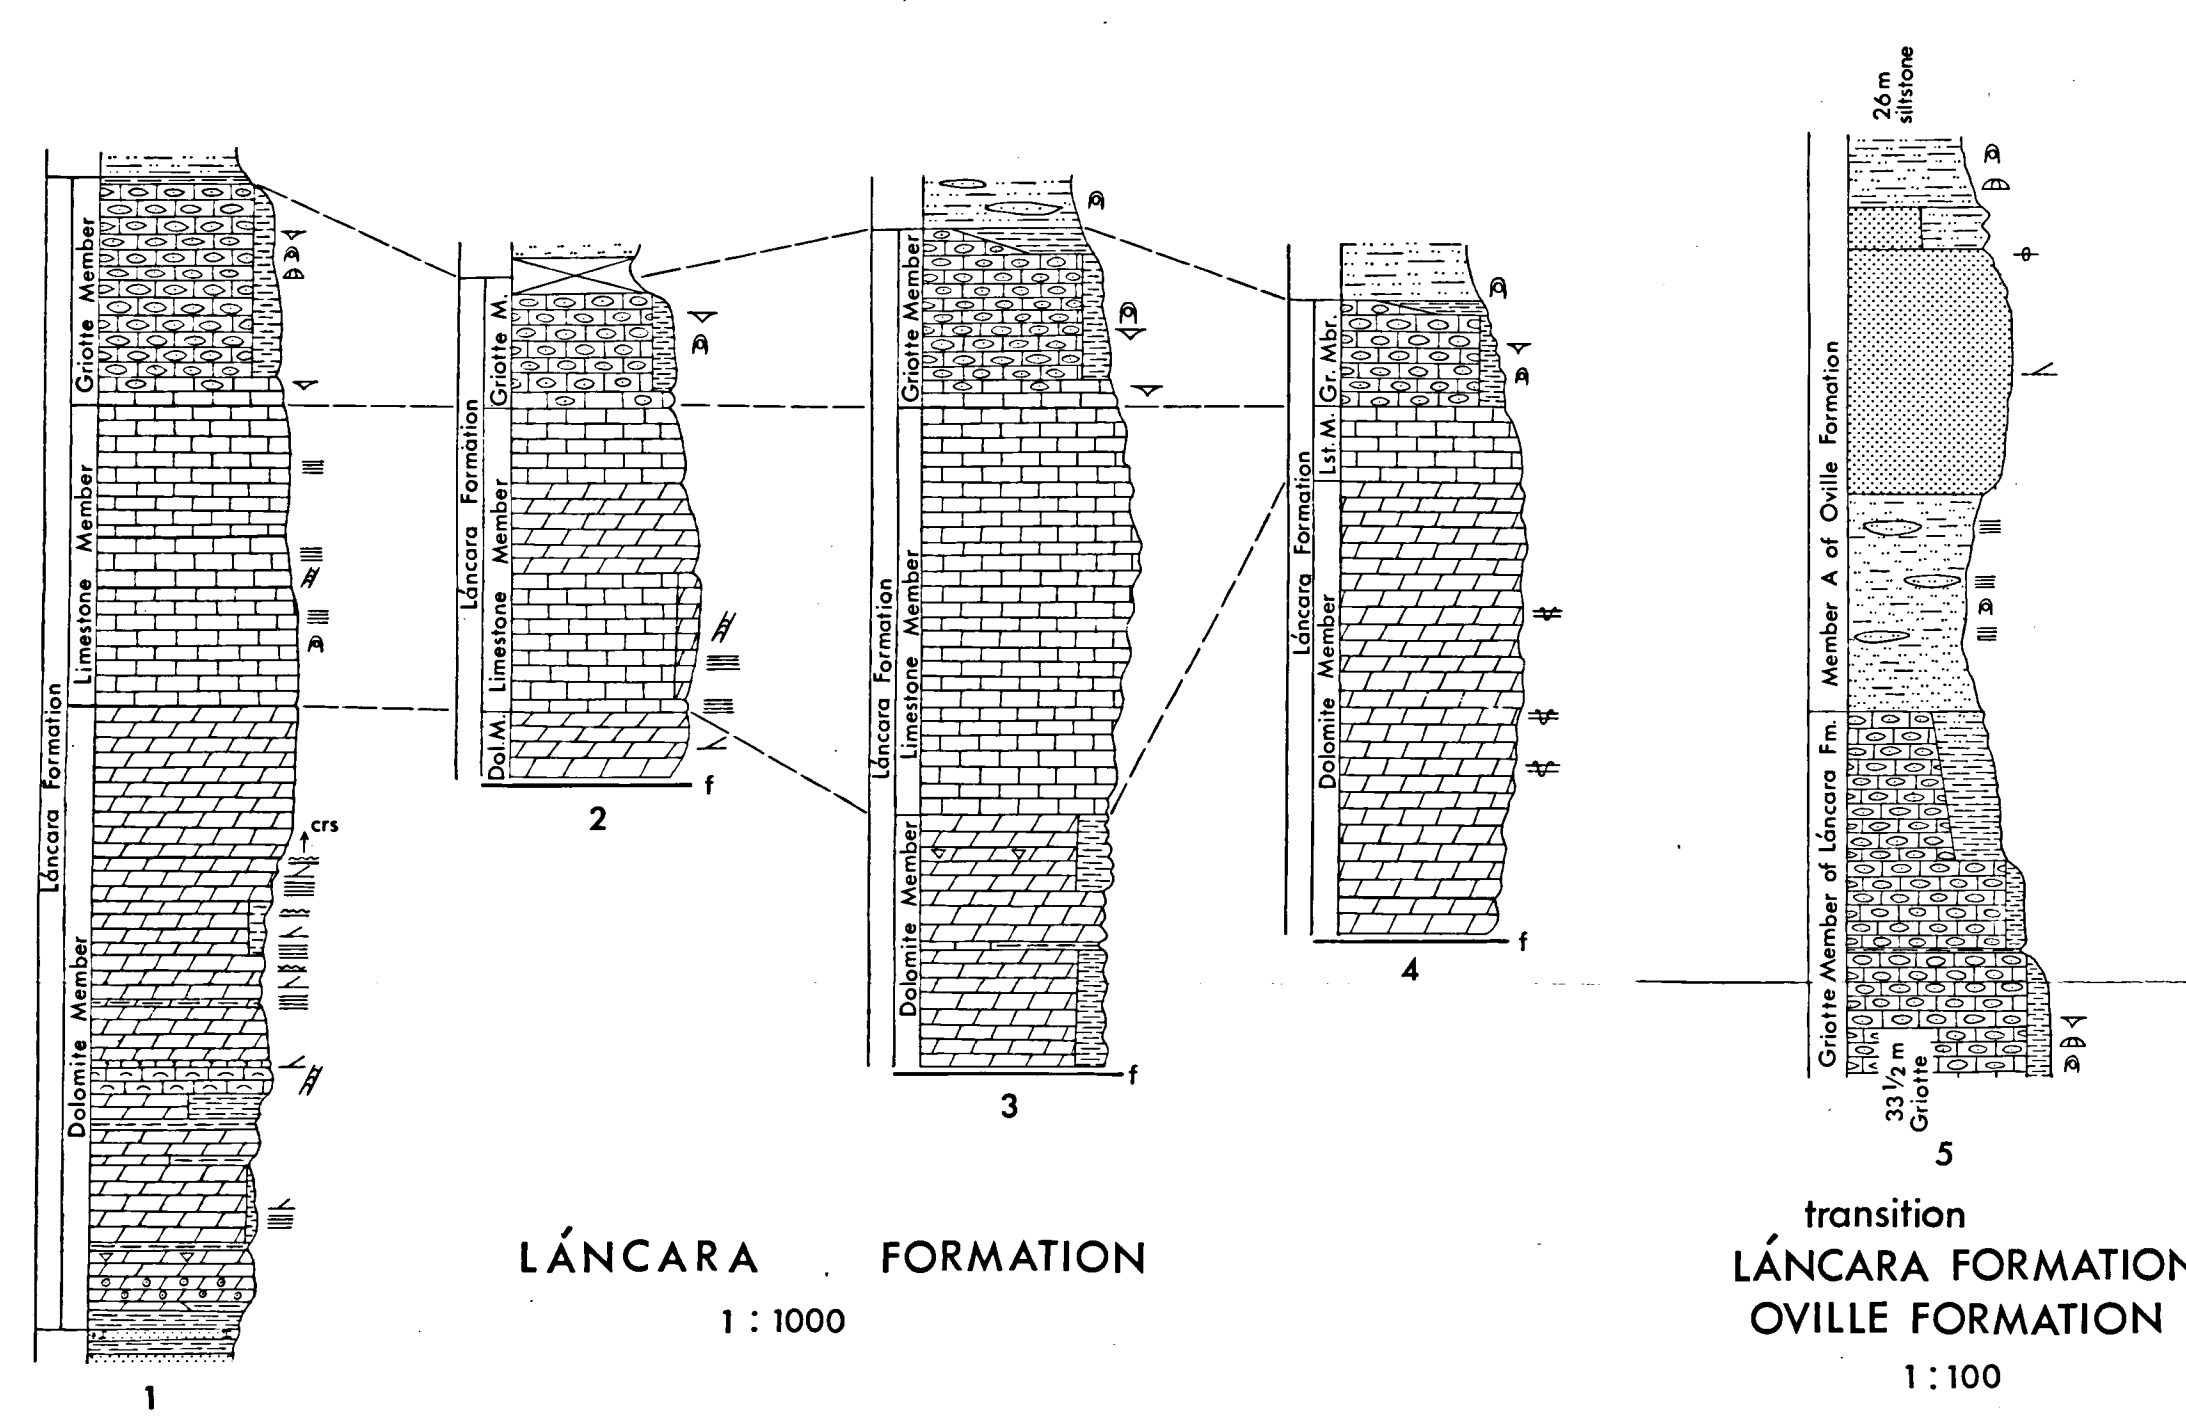 Láncara Formation
Griotte Member
Limestone Member
Dolomite Member
crs
1
Láncara Formation
Griotte M.
Limestone Member
Dol.M.
f
2
Láncara Formation
Griotte Member
Limestone Member
Dolomite Member
f
3
Láncara Formation
Gr. Mbr.
Lst. M.
Dolomite Member
f
4
26 m
siltstone
Member A of Oville Formation
Griotte Member of Láncara Fm.
33 1/2 m
Griotte
5
LÁNCARA FORMATION
1 : 1000
transition
LÁNCARA FORMATION
OVILLE FORMATION
1 : 100